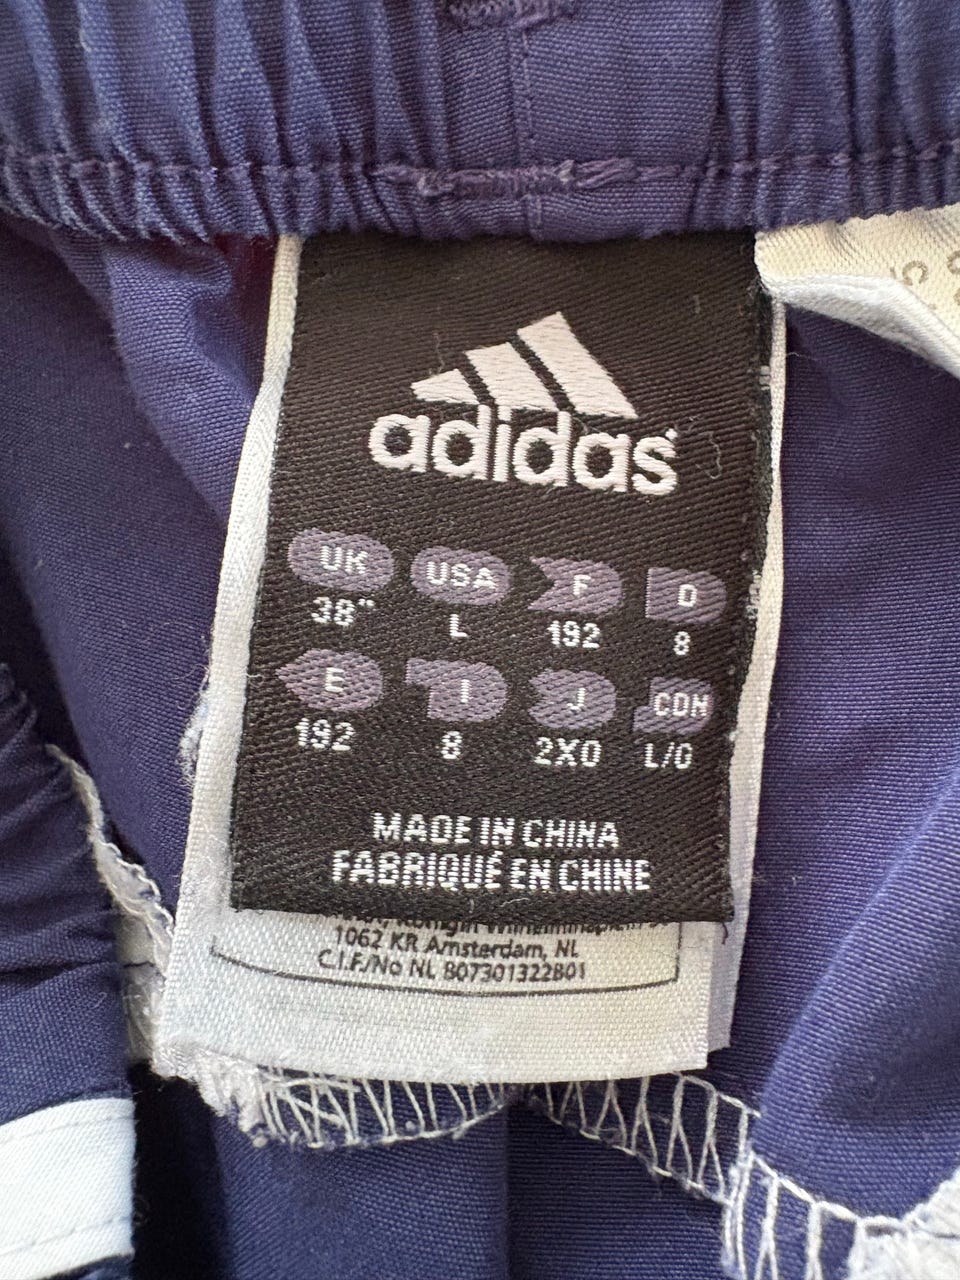 adidas
UK USA F D
38" L 192 8
E I J CDN
192 8 2XO L/G
MADE IN CHINA
FABRIQUÉ EN CHINE
1062 KR Amsterdam, NL
C.I.F/No NL 807301322B01